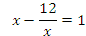 x − 12/x = 1